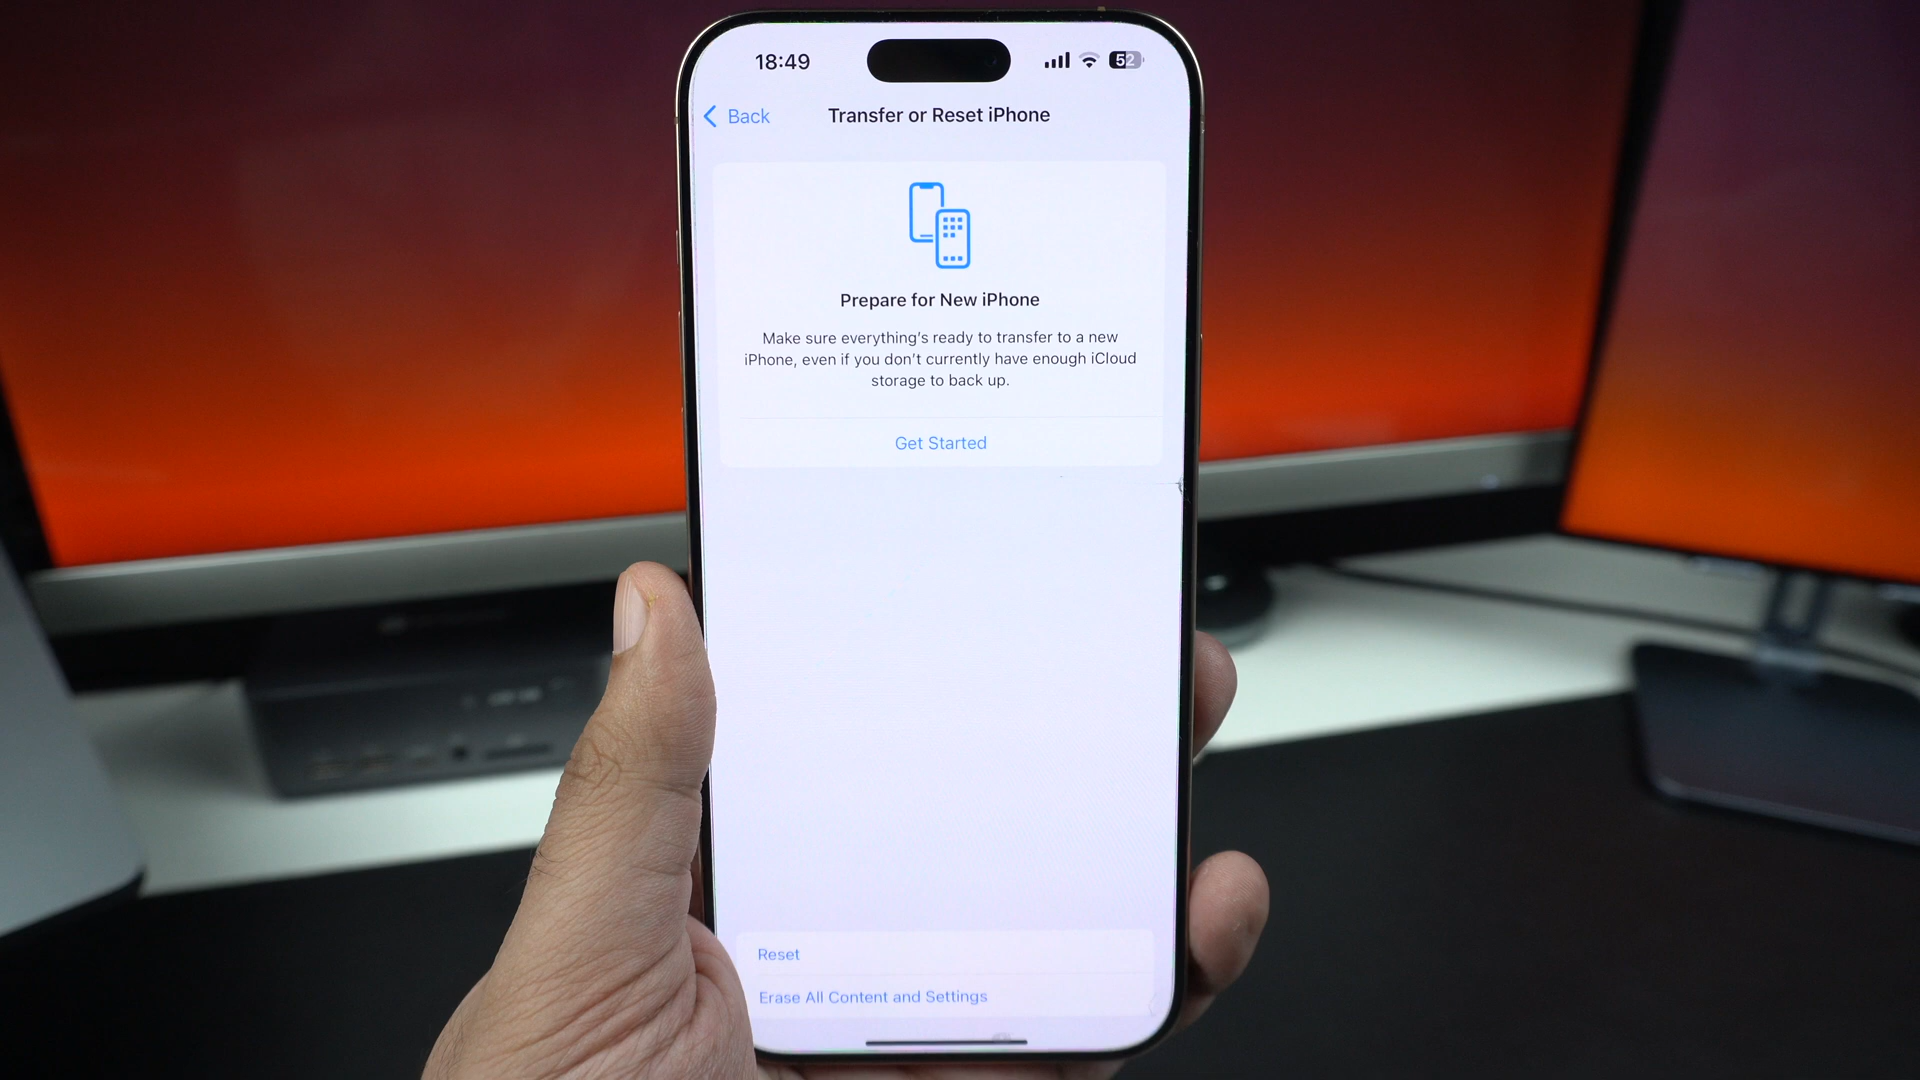 18:49
52
Back
Transfer or Reset iPhone
Prepare for New iPhone
Make sure everything's ready to transfer to a new
iPhone, even if you don't currently have enough iCloud
storage to back up.
Get Started
Reset
Erase All Content and Settings